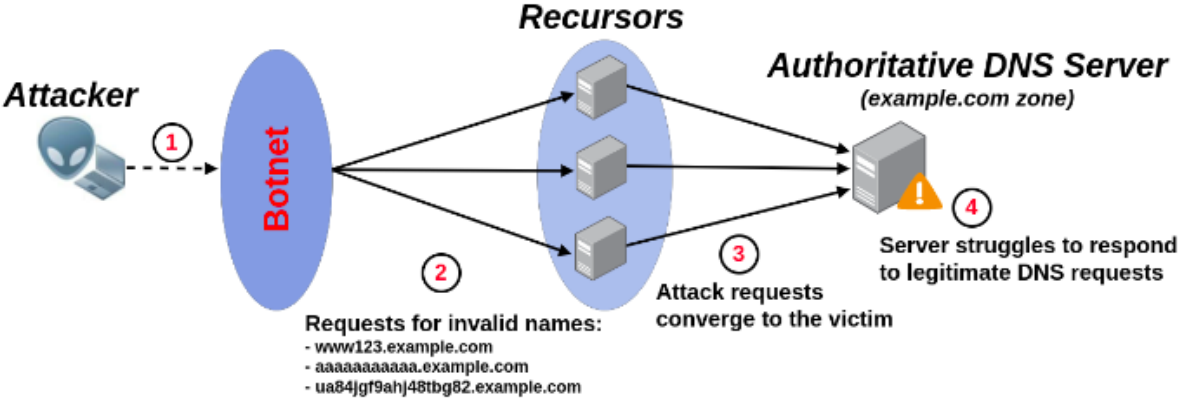 Recursors
Authoritative DNS Server
(example.com zone)
Attacker
1
Botnet
4
Server struggles to respond
to legitimate DNS requests
2
3
Attack requests
converge to the victim
Requests for invalid names:
- www123.example.com
- aaaaaaaaaaa.example.com
- ua84jgf9ahj48tbg82.example.com